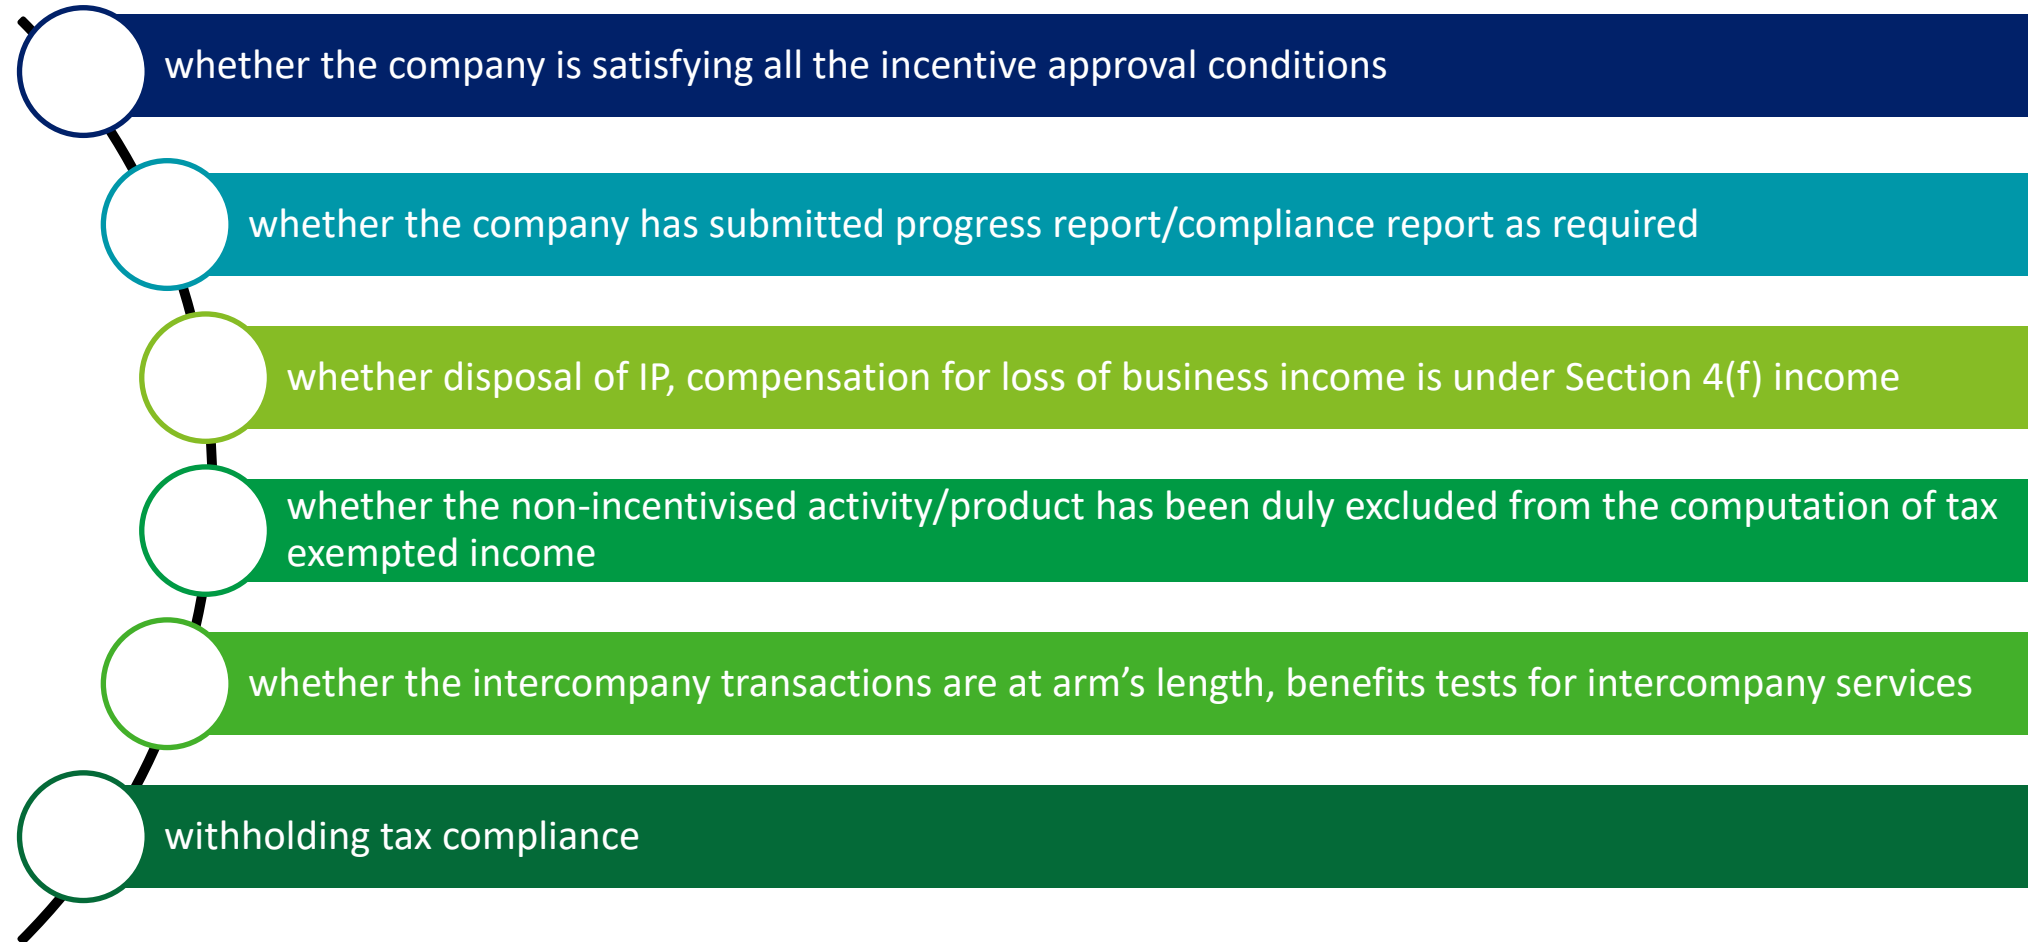 whether the company is satisfying all the incentive approval conditions
whether the company has submitted progress report/compliance report as required
whether disposal of IP, compensation for loss of business income is under Section 4(f) income
whether the non-incentivised activity/product has been duly excluded from the computation of tax
exempted income
whether the intercompany transactions are at arm’s length, benefits tests for intercompany services
withholding tax compliance